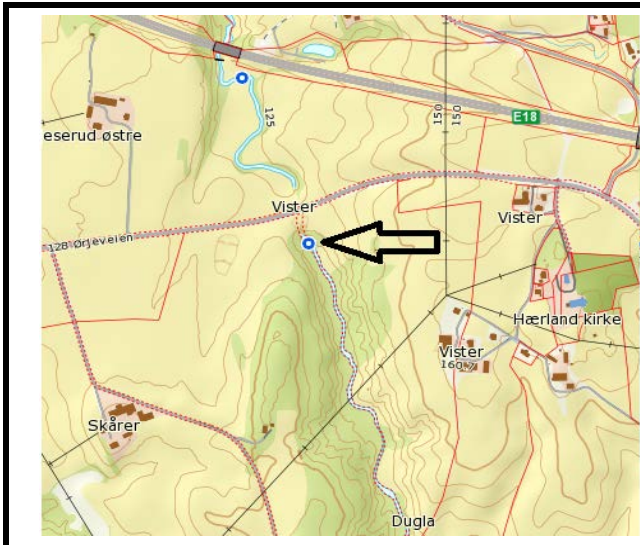 E18
125
150
150
eserud østre
Vister
Vister
128 Ørjeveien
Hærland kirke
Vister
160
Skårer
Dugla